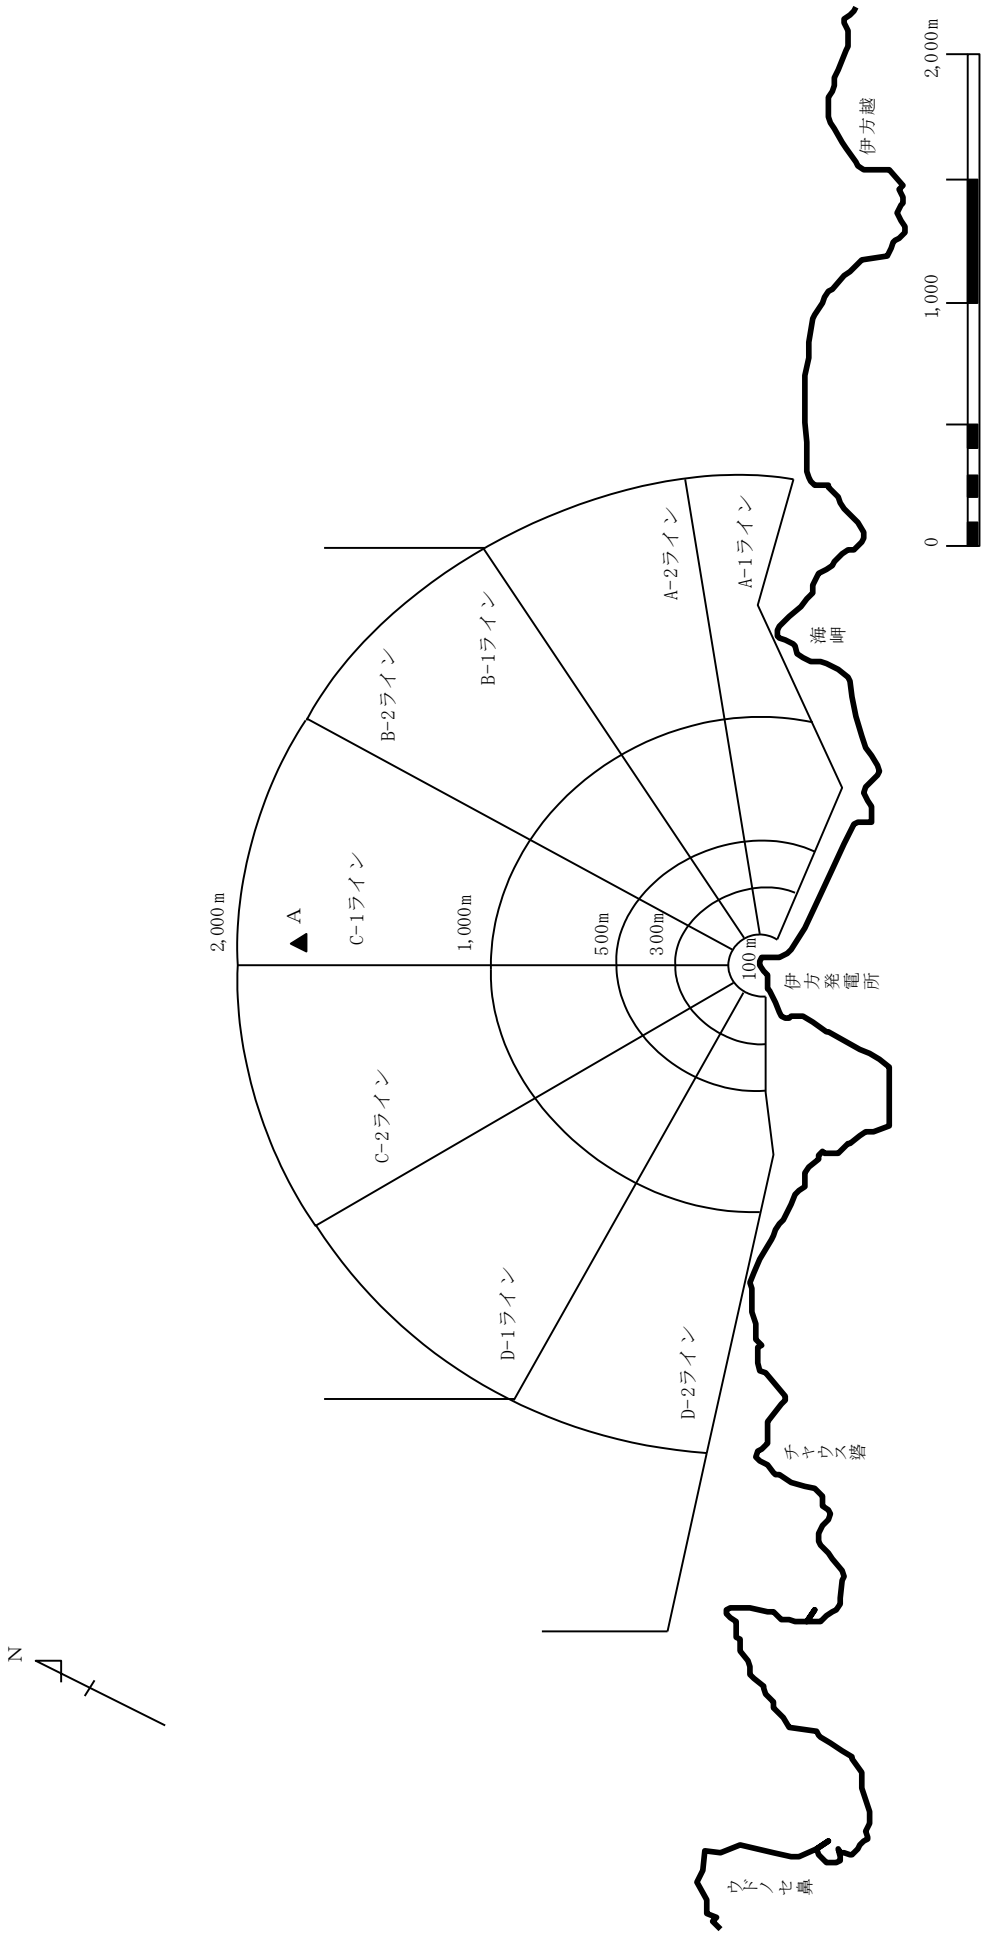 N
2,000m
▲ A
C-1ライン
1,000m
500m
300m
100m
C-2ライン
B-2ライン
B-1ライン
A-2ライン
A-1ライン
D-1ライン
D-2ライン
伊方発電所
海岬
伊方越
チャウス碆
ウドノセ鼻
0
1,000
2,000m